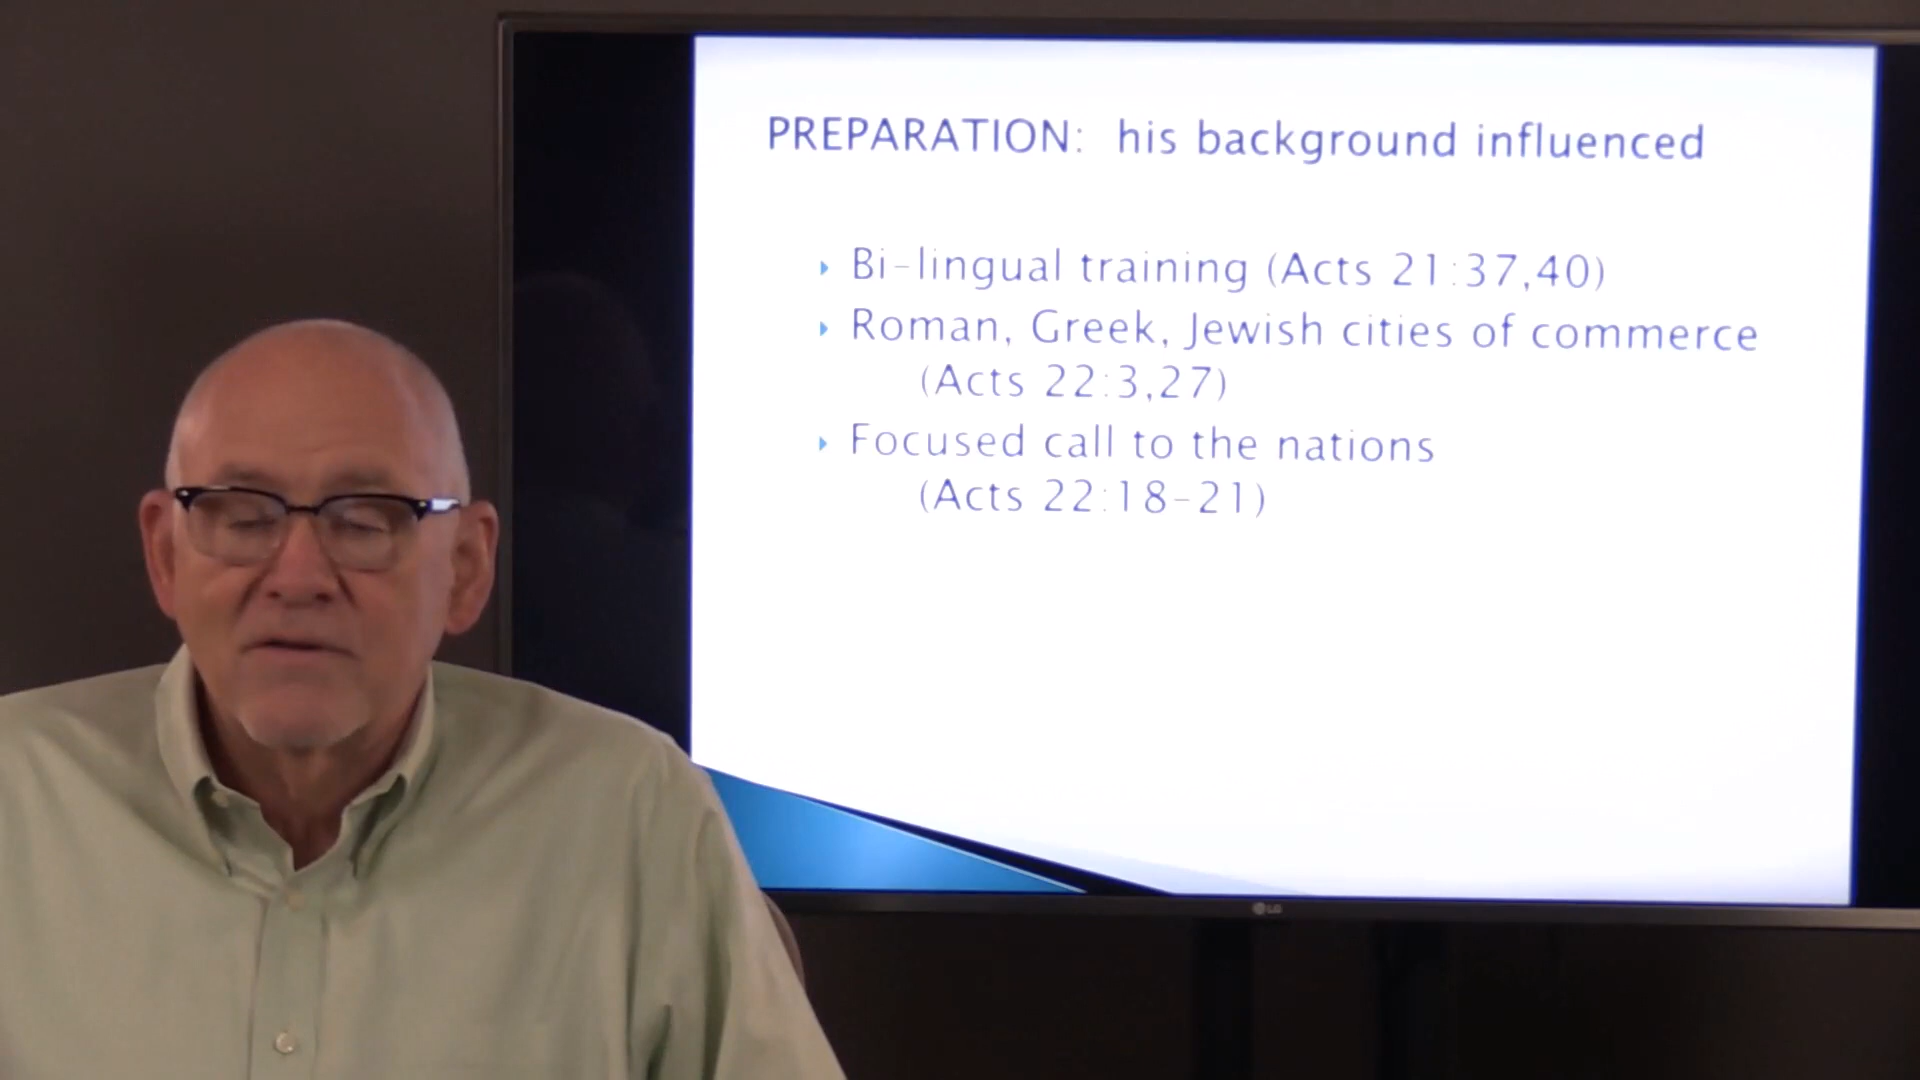 PREPARATION: his background influenced
Bi-lingual training (Acts 21:37,40)
Roman, Greek, Jewish cities of commerce
(Acts 22:3,27)
Focused call to the nations
(Acts 22:18-21)
LG